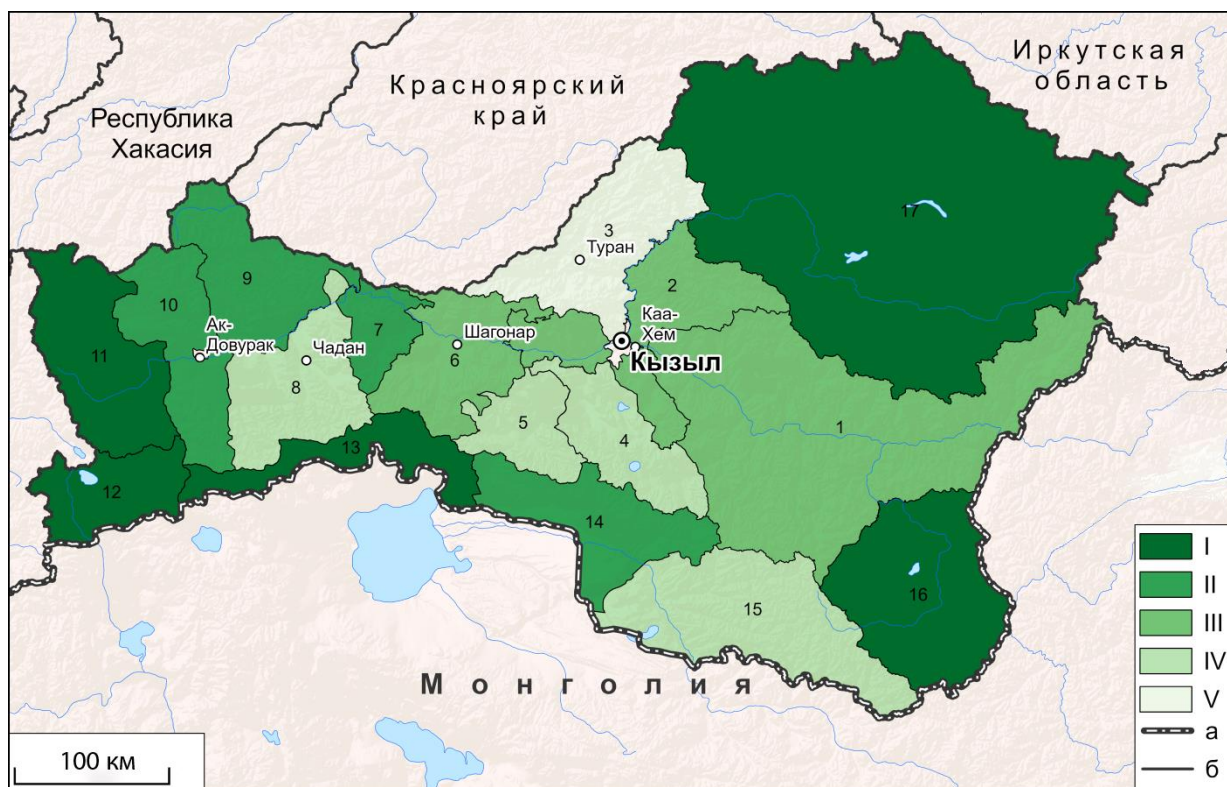 Иркутская
область
Красноярский
край
Республика
Хакасия
17
3
Туран
2
9
10
Ак-
Довурак
7
Каа-
Хем
Шагонар
Кызыл
11
Чадан
6
8
5
1
4
13
12
14
15
16
Монголия
I
II
III
IV
V
а
б
100 км